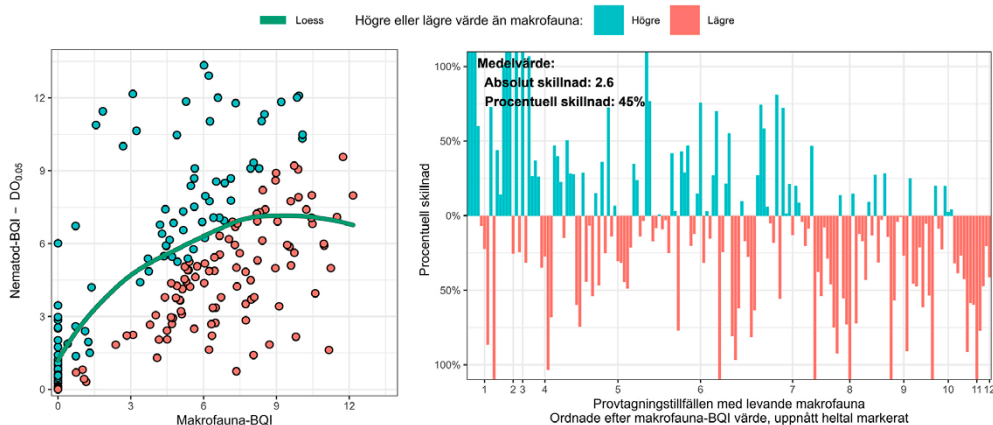 Loess Högre eller lägre värde än makrofauna: Högre Lägre
Nematod-BQI – DO0.05
12
9
6
3
0
0 3 6 9 12
Makrofauna-BQI
Procentuell skillnad
100%
50%
0%
50%
100%
Medelvärde:
Absolut skillnad: 2.6
Procentuell skillnad: 45%
1 2 3 4 5 6 7 8 9 10 11 12
Provtagningstillfällen med levande makrofauna
Ordnade efter makrofauna-BQI värde, uppnått heltal markerat